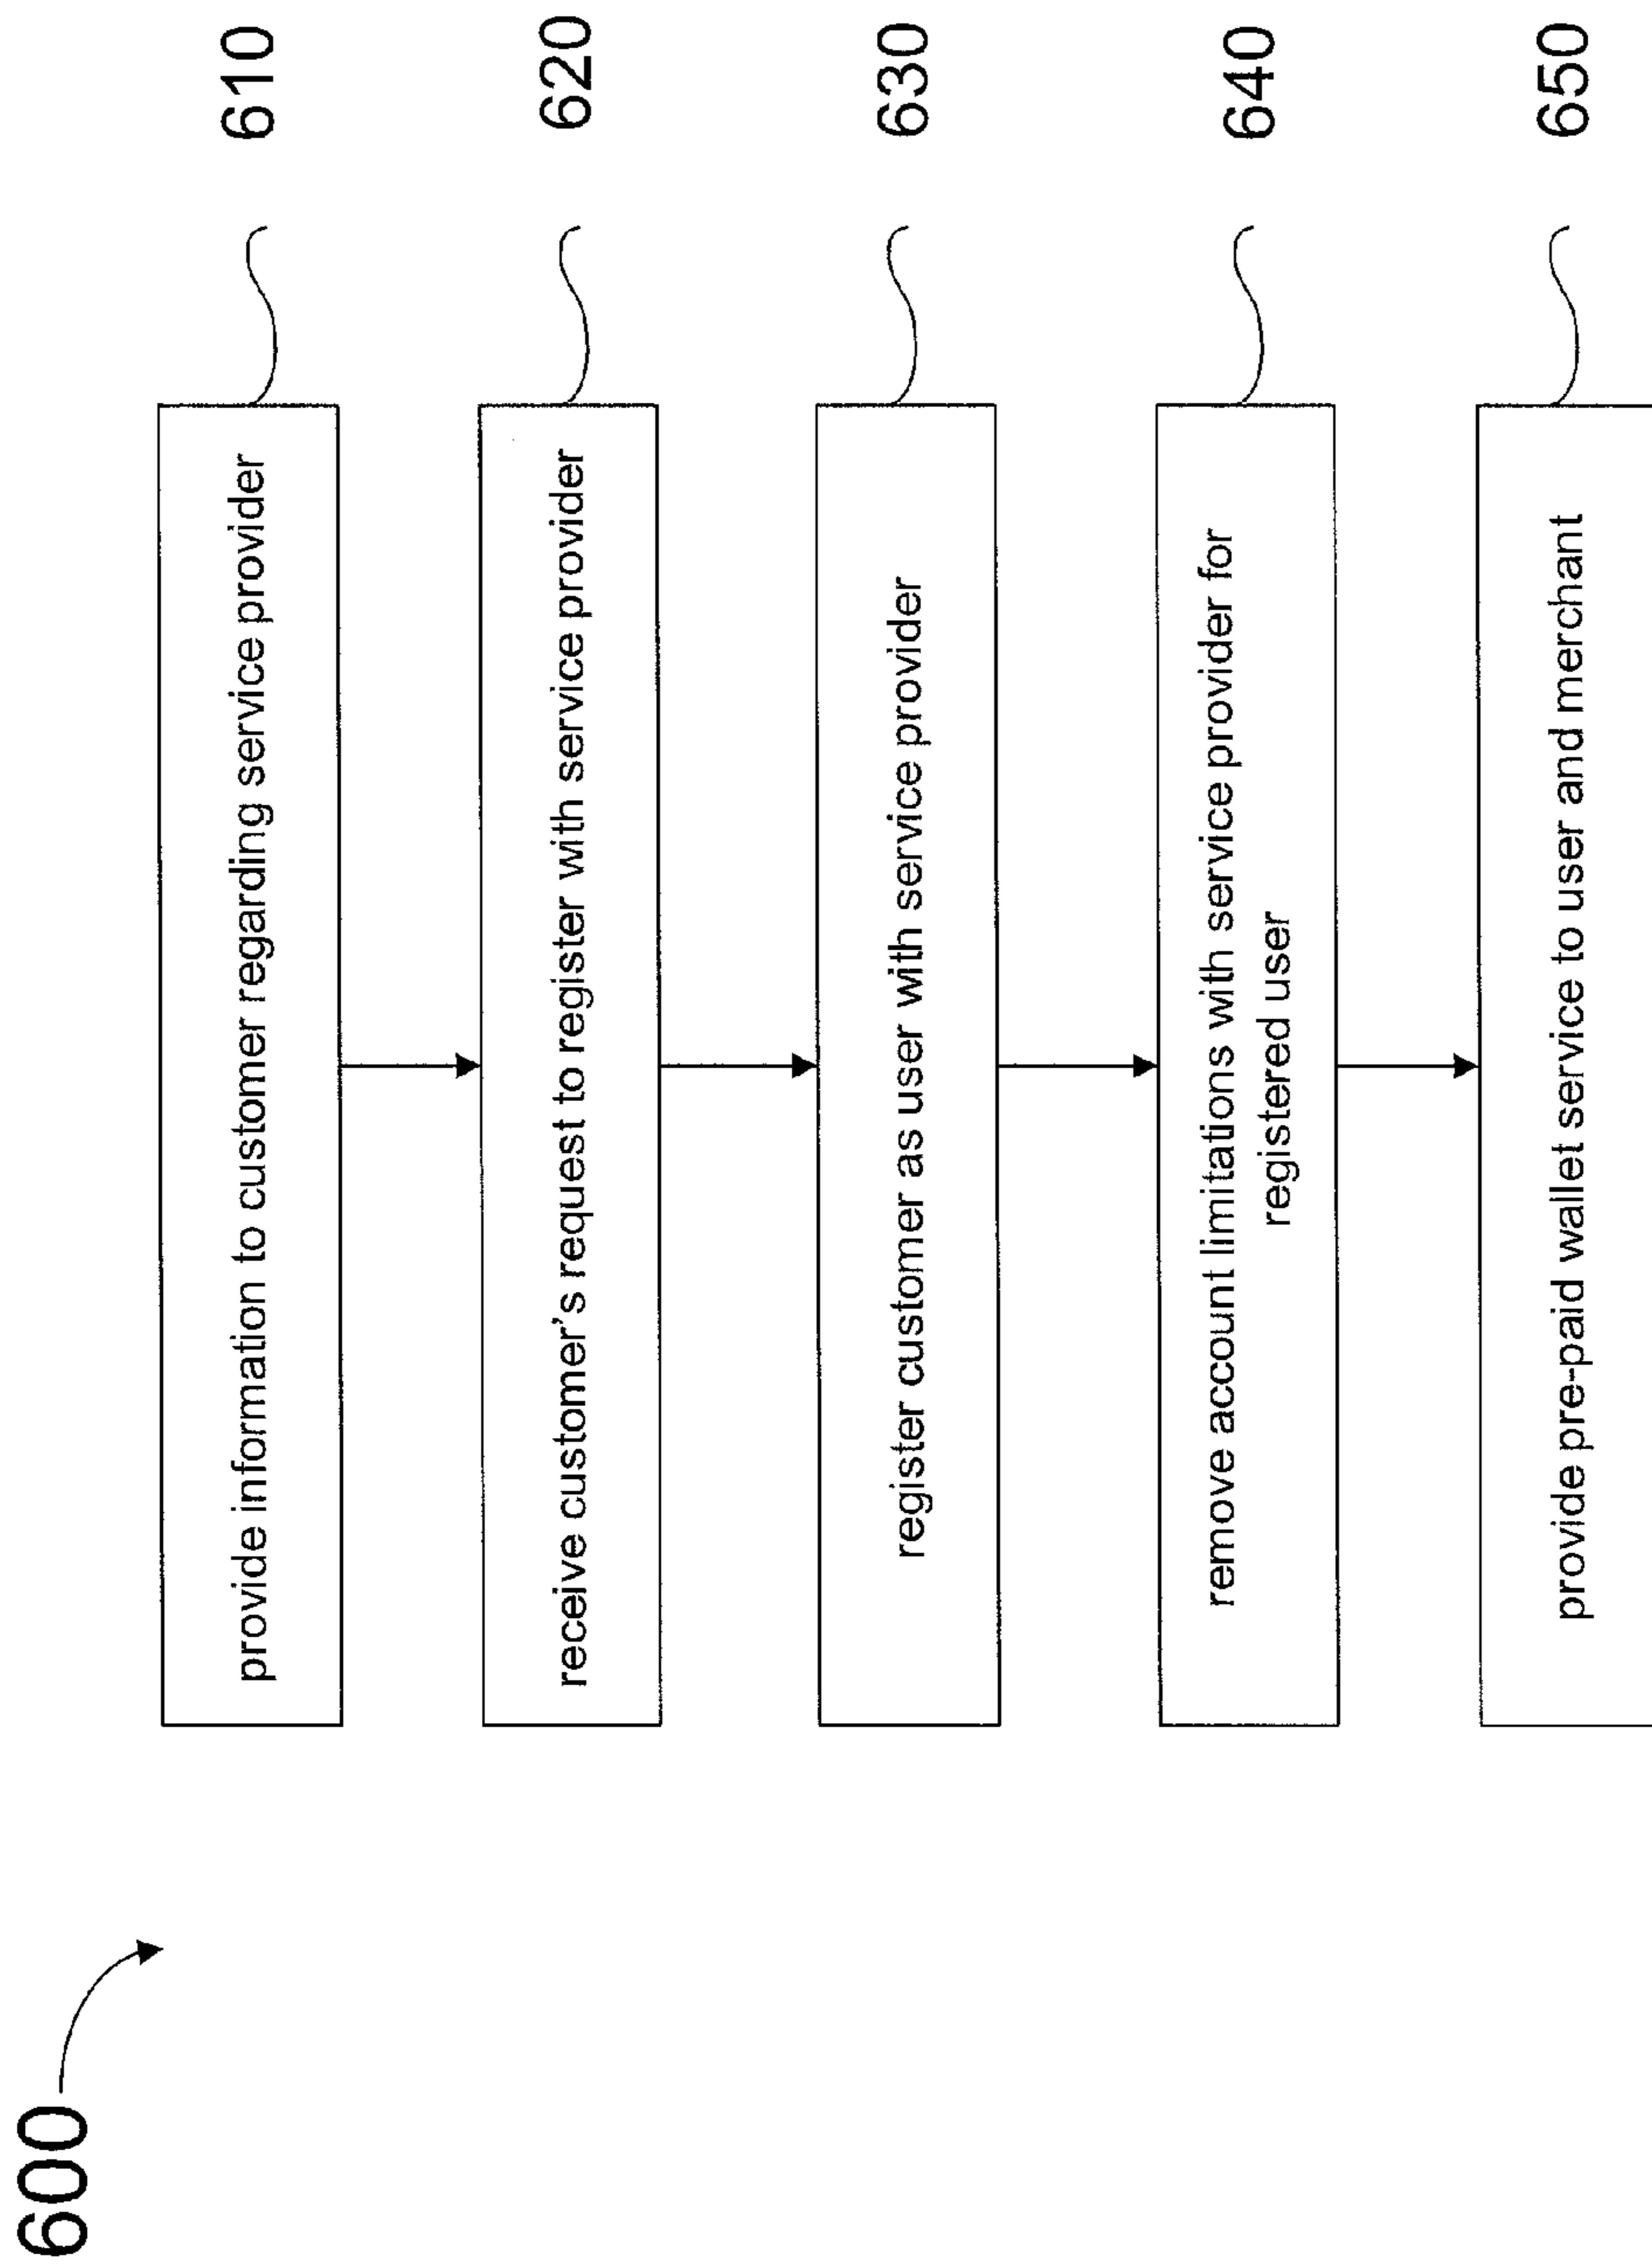 600
provide information to customer regarding service provider
610
receive customer's request to register with service provider
620
register customer as user with service provider
630
remove account limitations with service provider for
registered user
640
provide pre-paid wallet service to user and merchant
650